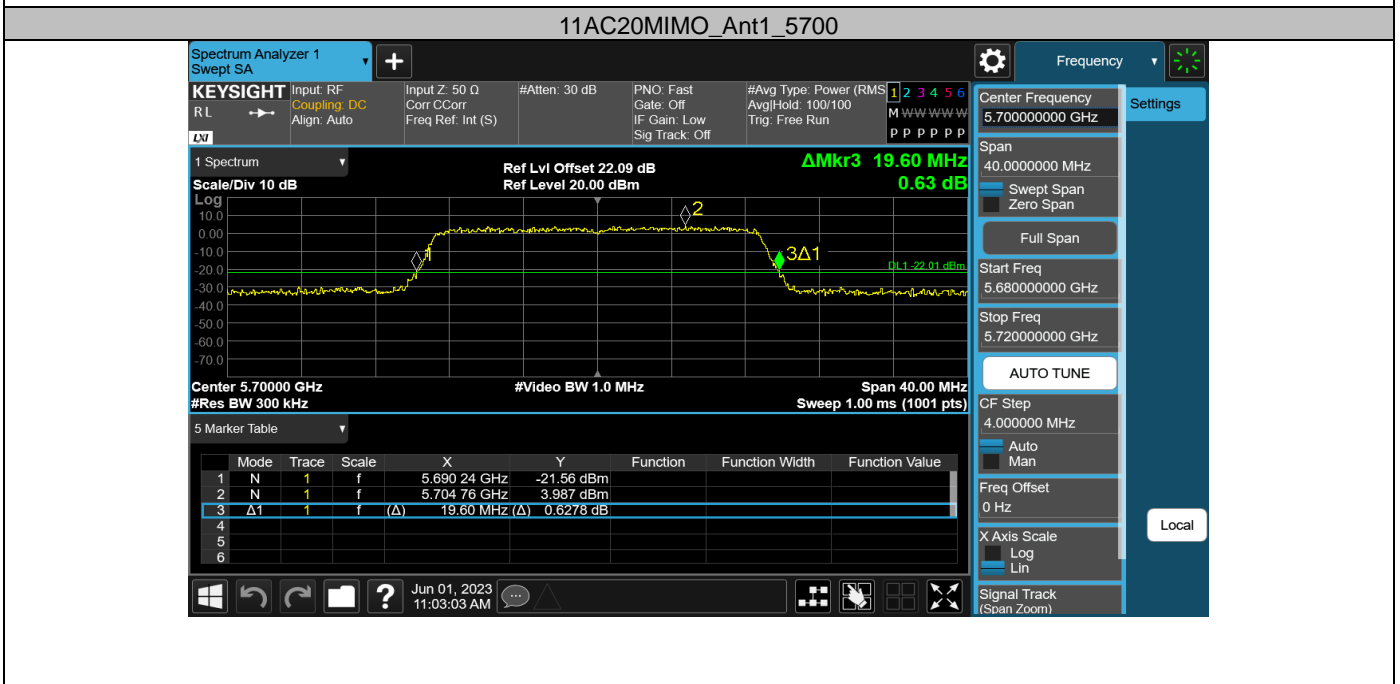 11AC20MIMO_Ant1_5700
Spectrum Analyzer 1
Swept SA
+
Frequency
KEYSIGHT
RL
LXI
Input: RF
Coupling: DC
Align: Auto
Input Z: 50 Ω
Corr CCorr
Freq Ref: Int (S)
#Atten: 30 dB
PNO: Fast
Gate: Off
IF Gain: Low
Sig Track: Off
#Avg Type: Power (RMS
Avg|Hold: 100/100
Trig: Free Run
1 2 3 4 5 6
M W W W W W
P P P P P P
1 Spectrum
Scale/Div 10 dB
Ref Lvl Offset 22.09 dB
Ref Level 20.00 dBm
ΔMkr3 19.60 MHz
0.63 dB
Log
10.0
0.00
-10.0
-20.0
-30.0
-40.0
-50.0
-60.0
-70.0
2
3Δ1
DL1 -22.01 dBm
Center 5.70000 GHz
#Video BW 1.0 MHz
Span 40.00 MHz
#Res BW 300 kHz
Sweep 1.00 ms (1001 pts)
5 Marker Table
Mode Trace Scale X Y Function Function Width Function Value
1 N 1 f 5.690 24 GHz -21.56 dBm
2 N 1 f 5.704 76 GHz 3.987 dBm
3 Δ1 1 f (Δ) 19.60 MHz (Δ) 0.6278 dB
4
5
6
?
Jun 01, 2023
11:03:03 AM
Center Frequency
5.700000000 GHz
Settings
Span
40.0000000 MHz
Swept Span
Zero Span
Full Span
Start Freq
5.680000000 GHz
Stop Freq
5.720000000 GHz
AUTO TUNE
CF Step
4.000000 MHz
Auto
Man
Freq Offset
0 Hz
Local
X Axis Scale
Log
Lin
Signal Track
(Span Zoom)